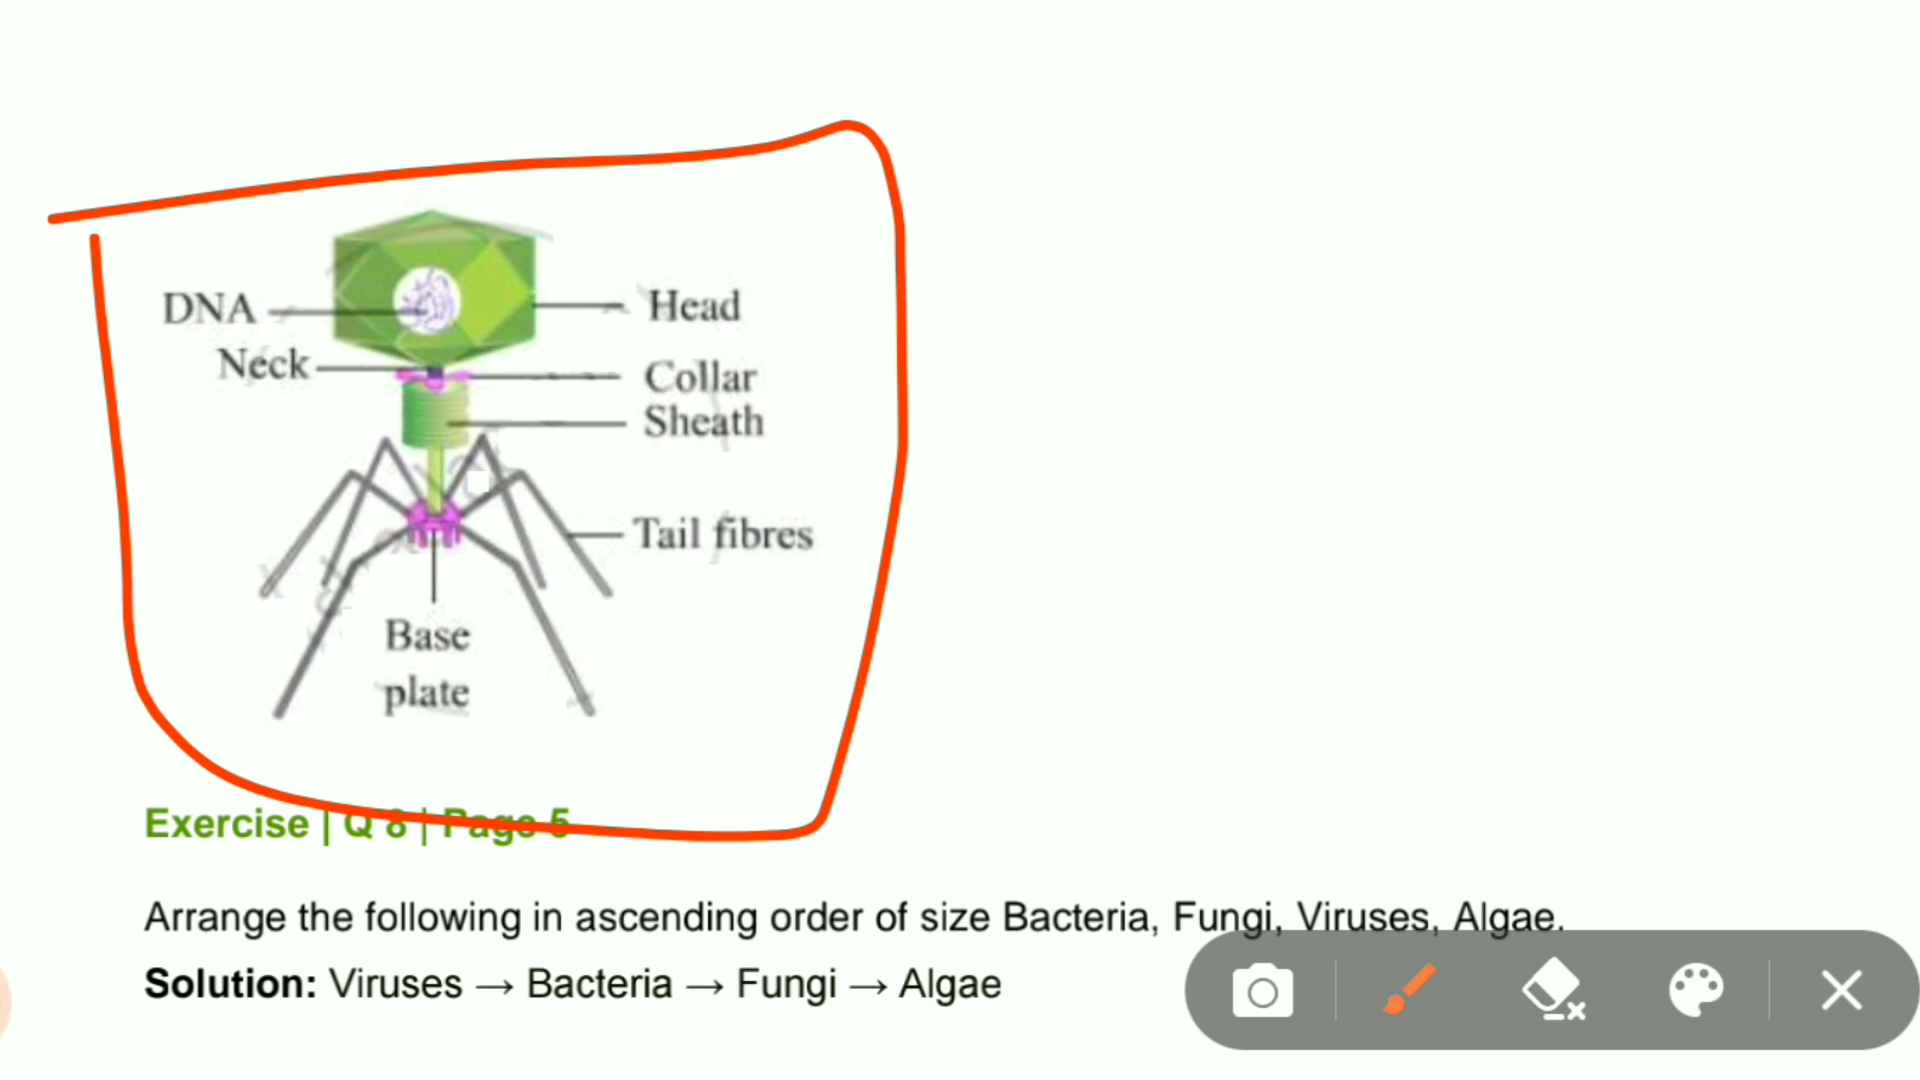 DNA
Head
Neck
Collar
Sheath
Tail fibres
Base
plate
Exercise | Q 8 | Page 5
Arrange the following in ascending order of size Bacteria, Fungi, Viruses, Algae.
Solution: Viruses → Bacteria → Fungi → Algae